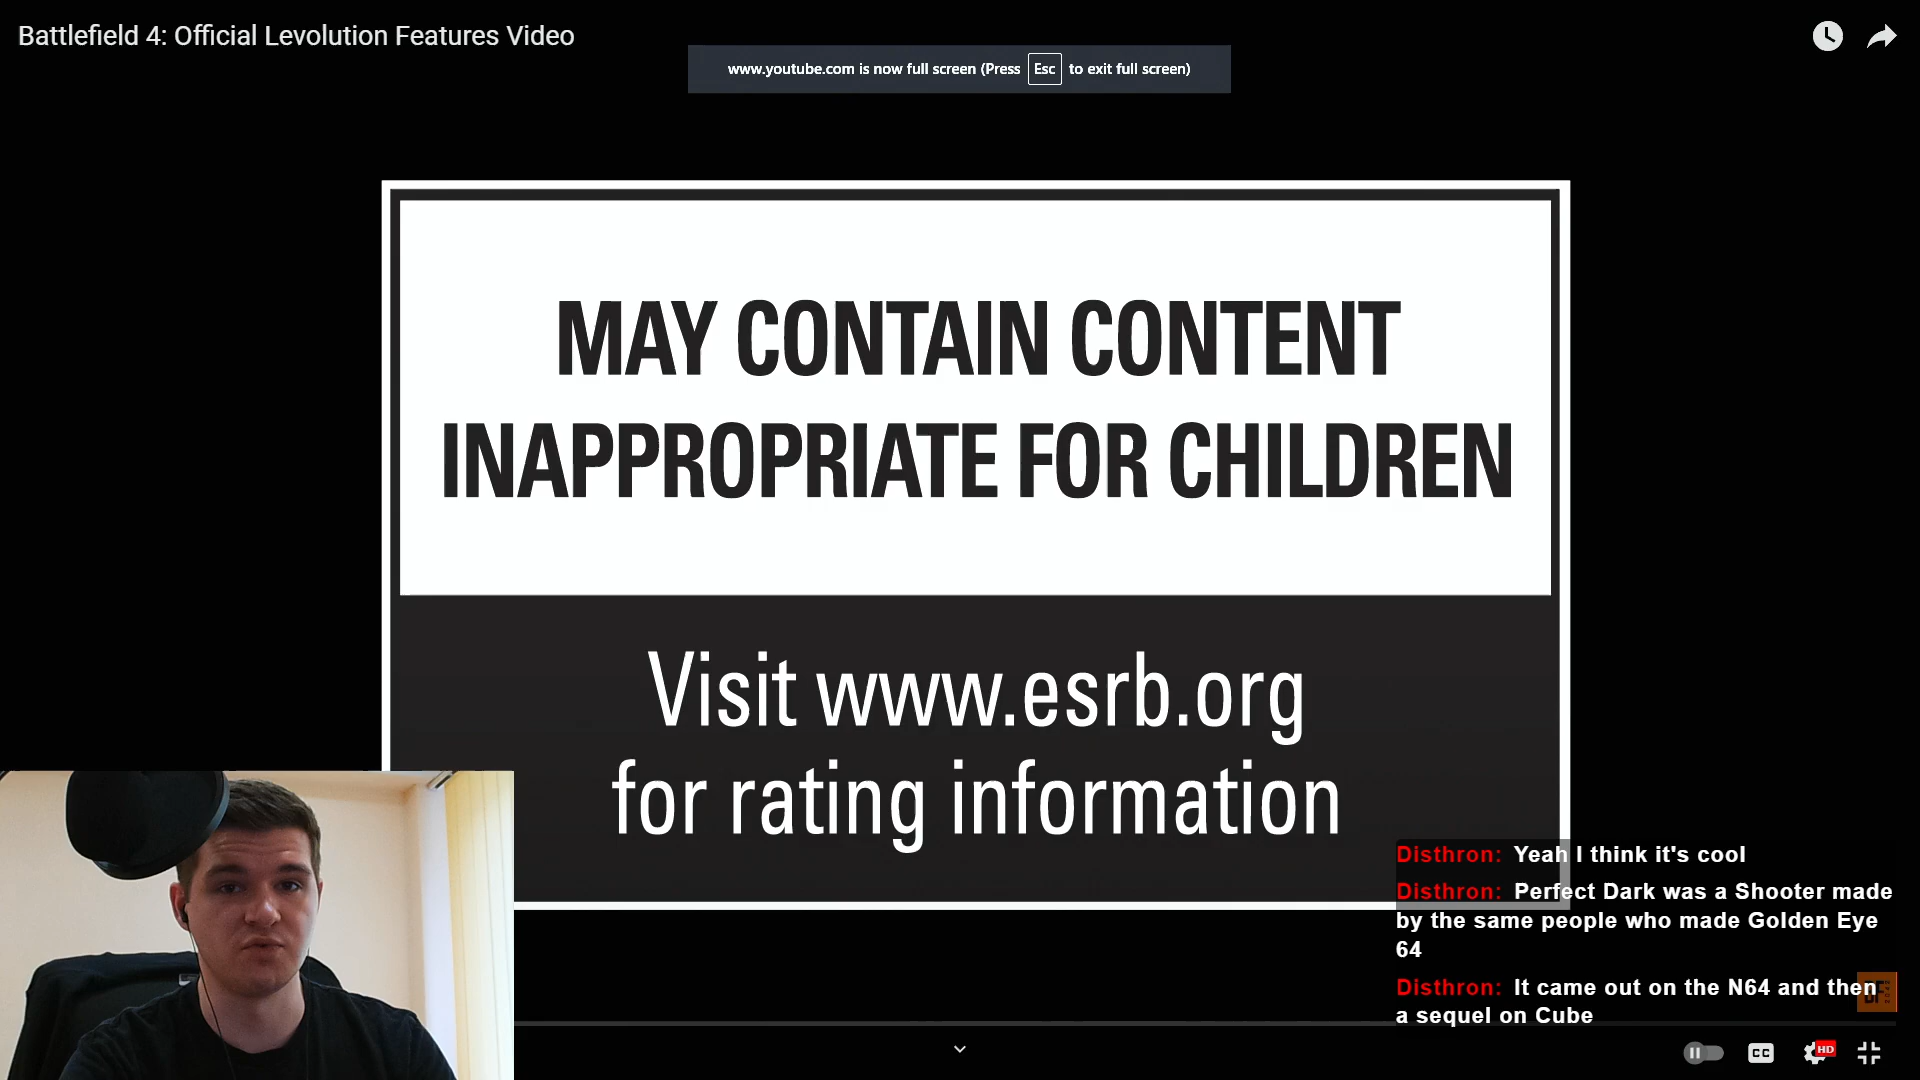 Battlefield 4: Official Levolution Features Video
www.youtube.com is now full screen (Press Esc to exit full screen)
MAY CONTAIN CONTENT
INAPPROPRIATE FOR CHILDREN
Visit www.esrb.org
for rating information
Disthron: Yeah I think it's cool
Disthron: Perfect Dark was a Shooter made
by the same people who made Golden Eye
64
Disthron: It came out on the N64 and then
a sequel on Cube
CC
HD